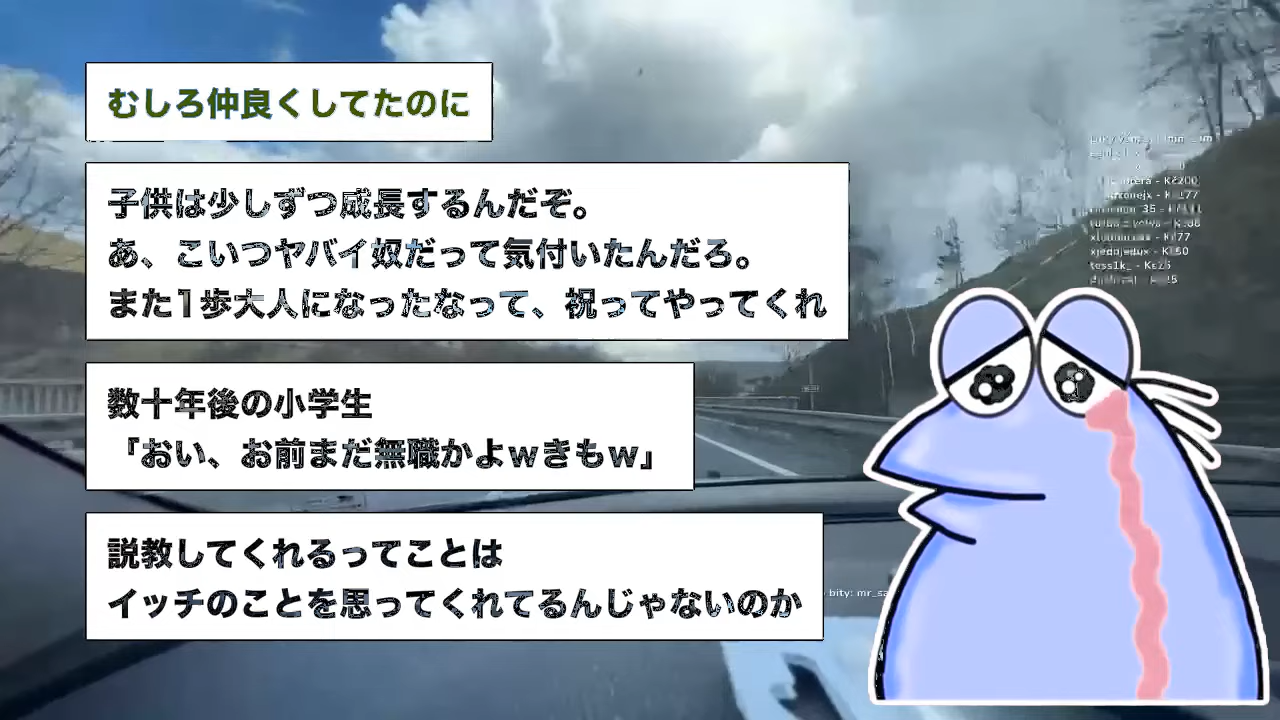 むしろ仲良くしてたのに
子供は少しずつ成長するんだぞ。
あ、こいつヤバイ奴だって気付いたんだろ。
また1歩大人になったなって、祝ってやってくれ
数十年後の小学生
「おい、お前まだ無職かよwきもw」
説教してくれるってことは
イッチのことを思ってくれてるんじゃないのか
bity: